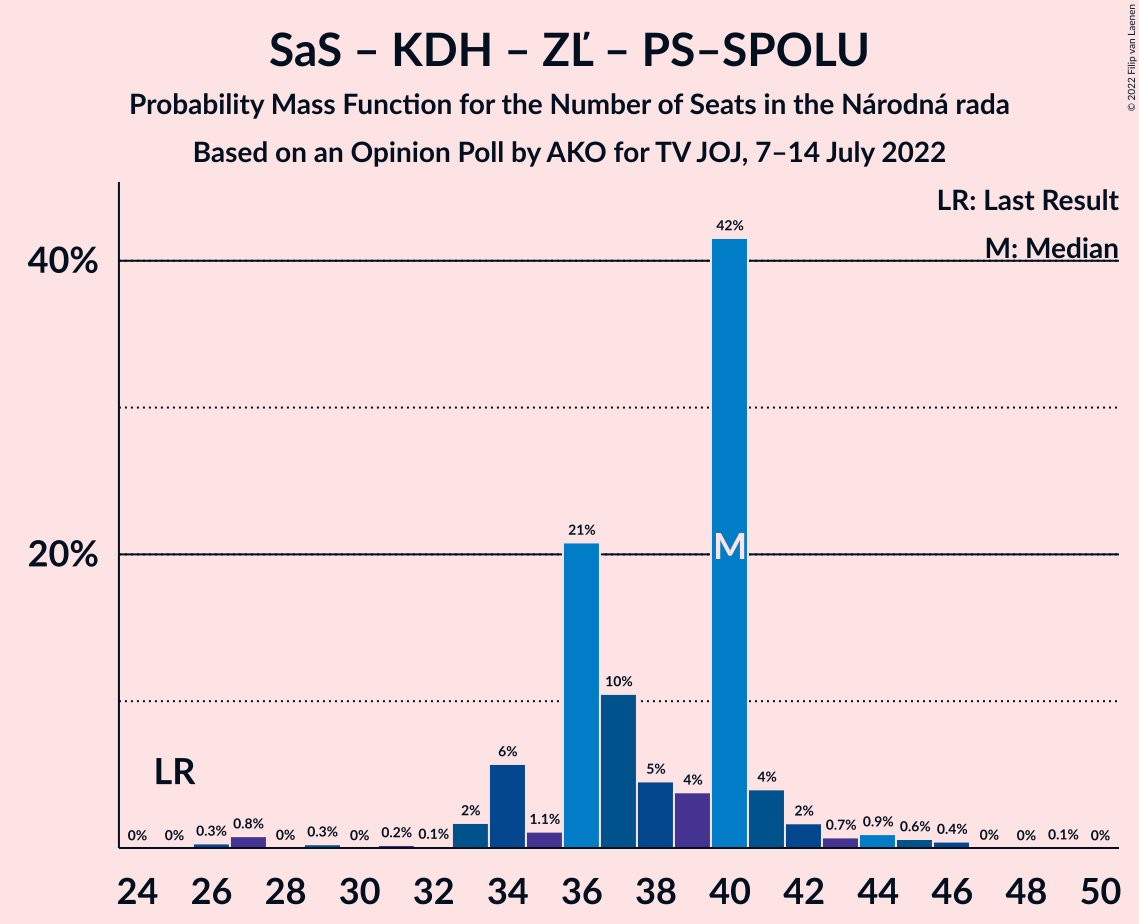 SaS – KDH – ZĽ – PS–SPOLU
Probability Mass Function for the Number of Seats in the Národná rada
Based on an Opinion Poll by AKO for TV JOJ, 7–14 July 2022
© 2022 Filip van Laenen
LR: Last Result
M: Median
40%
20%
LR
M
0% 0% 0.3% 0.8% 0% 0.3% 0% 0.2% 0.1% 2% 6% 1.1% 21% 10% 5% 4% 42% 4% 2% 0.7% 0.9% 0.6% 0.4% 0% 0% 0.1% 0%
24 26 28 30 32 34 36 38 40 42 44 46 48 50